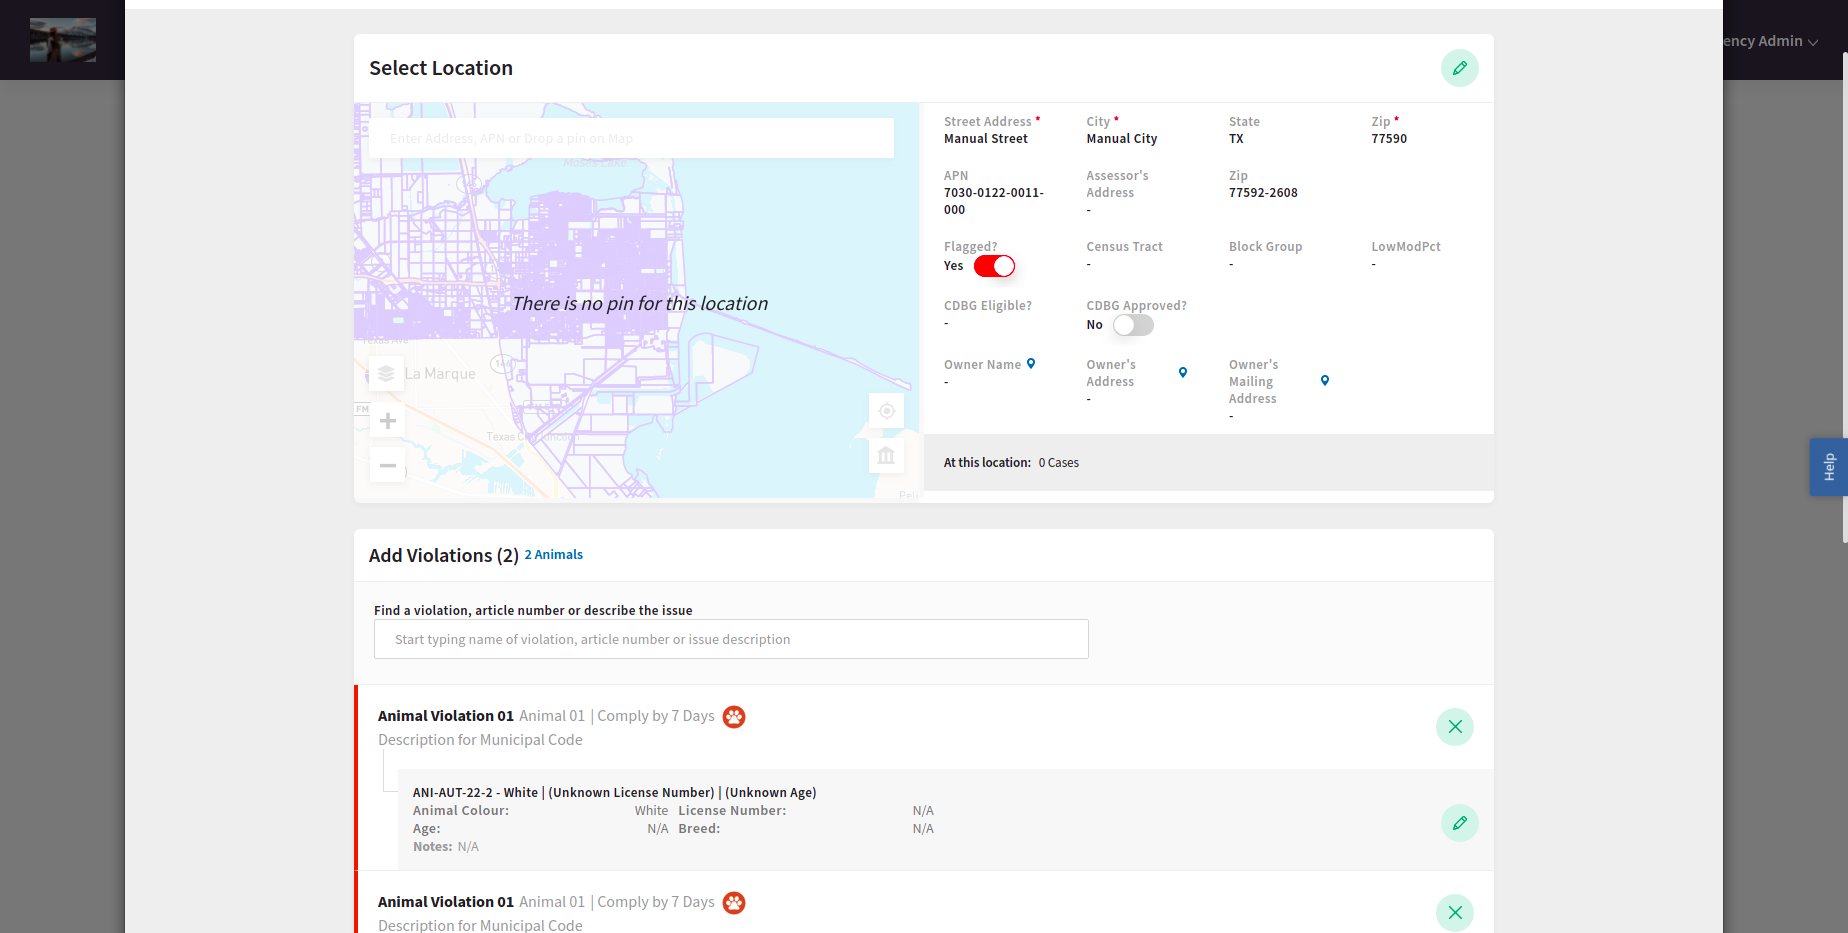 ency Admin
Select Location
Enter Address, APN or Drop a pin on Map
Moses Lake
There is no pin for this location
Texas Ave
146
La Marque
FM
Texas City Junction
Street Address *
Manual Street
City *
Manual City
State
TX
Zip *
77590
APN
7030-0122-0011-
000
Assessor's
Address
-
Zip
77592-2608
Flagged?
Yes
Census Tract
-
Block Group
-
LowModPct
-
CDBG Eligible?
-
CDBG Approved?
No
Owner Name
-
Owner's
Address
-
Owner's
Mailing
Address
-
At this location: 0 Cases
Help
Add Violations (2) 2 Animals
Find a violation, article number or describe the issue
Start typing name of violation, article number or issue description
Animal Violation 01 Animal 01 | Comply by 7 Days
Description for Municipal Code
ANI-AUT-22-2 - White | (Unknown License Number) | (Unknown Age)
Animal Colour: White License Number: N/A
Age: N/A Breed: N/A
Notes: N/A
Animal Violation 01 Animal 01 | Comply by 7 Days
Description for Municipal Code